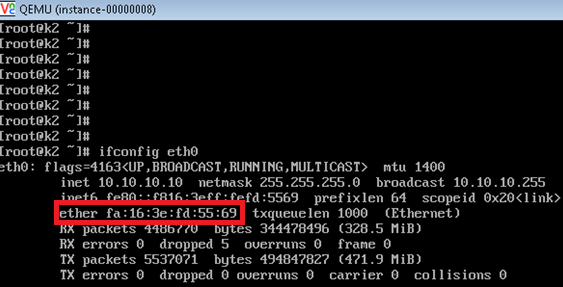 QEMU (instance-00000008)
[root@k2 ~]#
[root@k2 ~]#
[root@k2 ~]#
[root@k2 ~]#
[root@k2 ~]#
[root@k2 ~]#
[root@k2 ~]#
[root@k2 ~]# ifconfig eth0
eth0: flags=4163<UP,BROADCAST,RUNNING,MULTICAST> mtu 1400
inet 10.10.10.10 netmask 255.255.255.0 broadcast 10.10.10.255
inet6 fe80::f816:3eff:fefd:5569 prefixlen 64 scopeid 0x20<link>
ether fa:16:3e:fd:55:69 txqueuelen 1000 (Ethernet)
RX packets 4486770 bytes 344478496 (328.5 MiB)
RX errors 0 dropped 5 overruns 0 frame 0
TX packets 5537071 bytes 494847827 (471.9 MiB)
TX errors 0 dropped 0 overruns 0 carrier 0 collisions 0